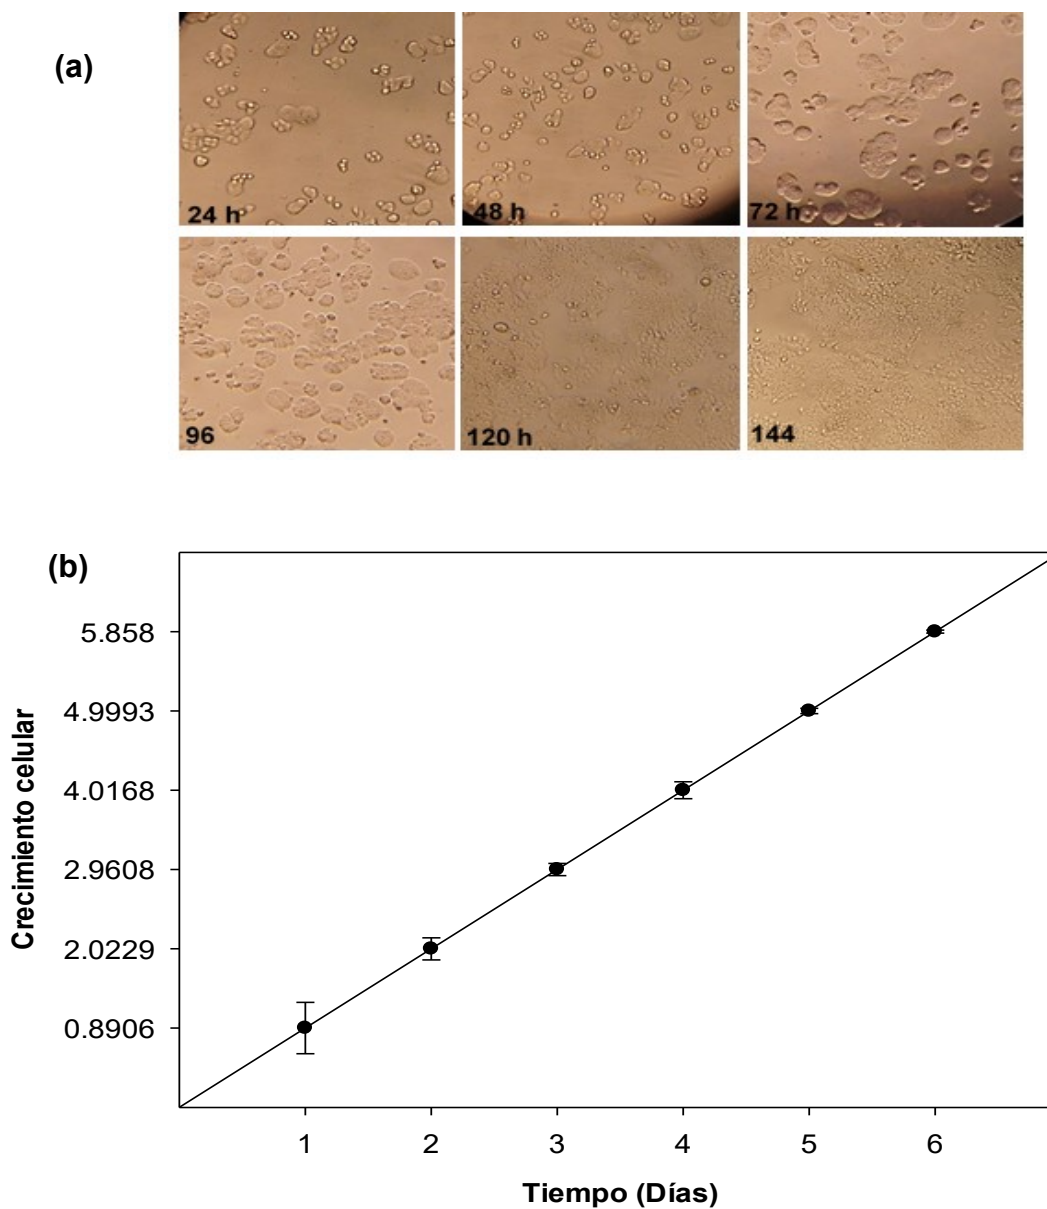 (a)
24 h
48 h
72 h
96
120 h
144
(b)
Crecimiento celular
5.858
4.9993
4.0168
2.9608
2.0229
0.8906
1 2 3 4 5 6
Tiempo (Días)